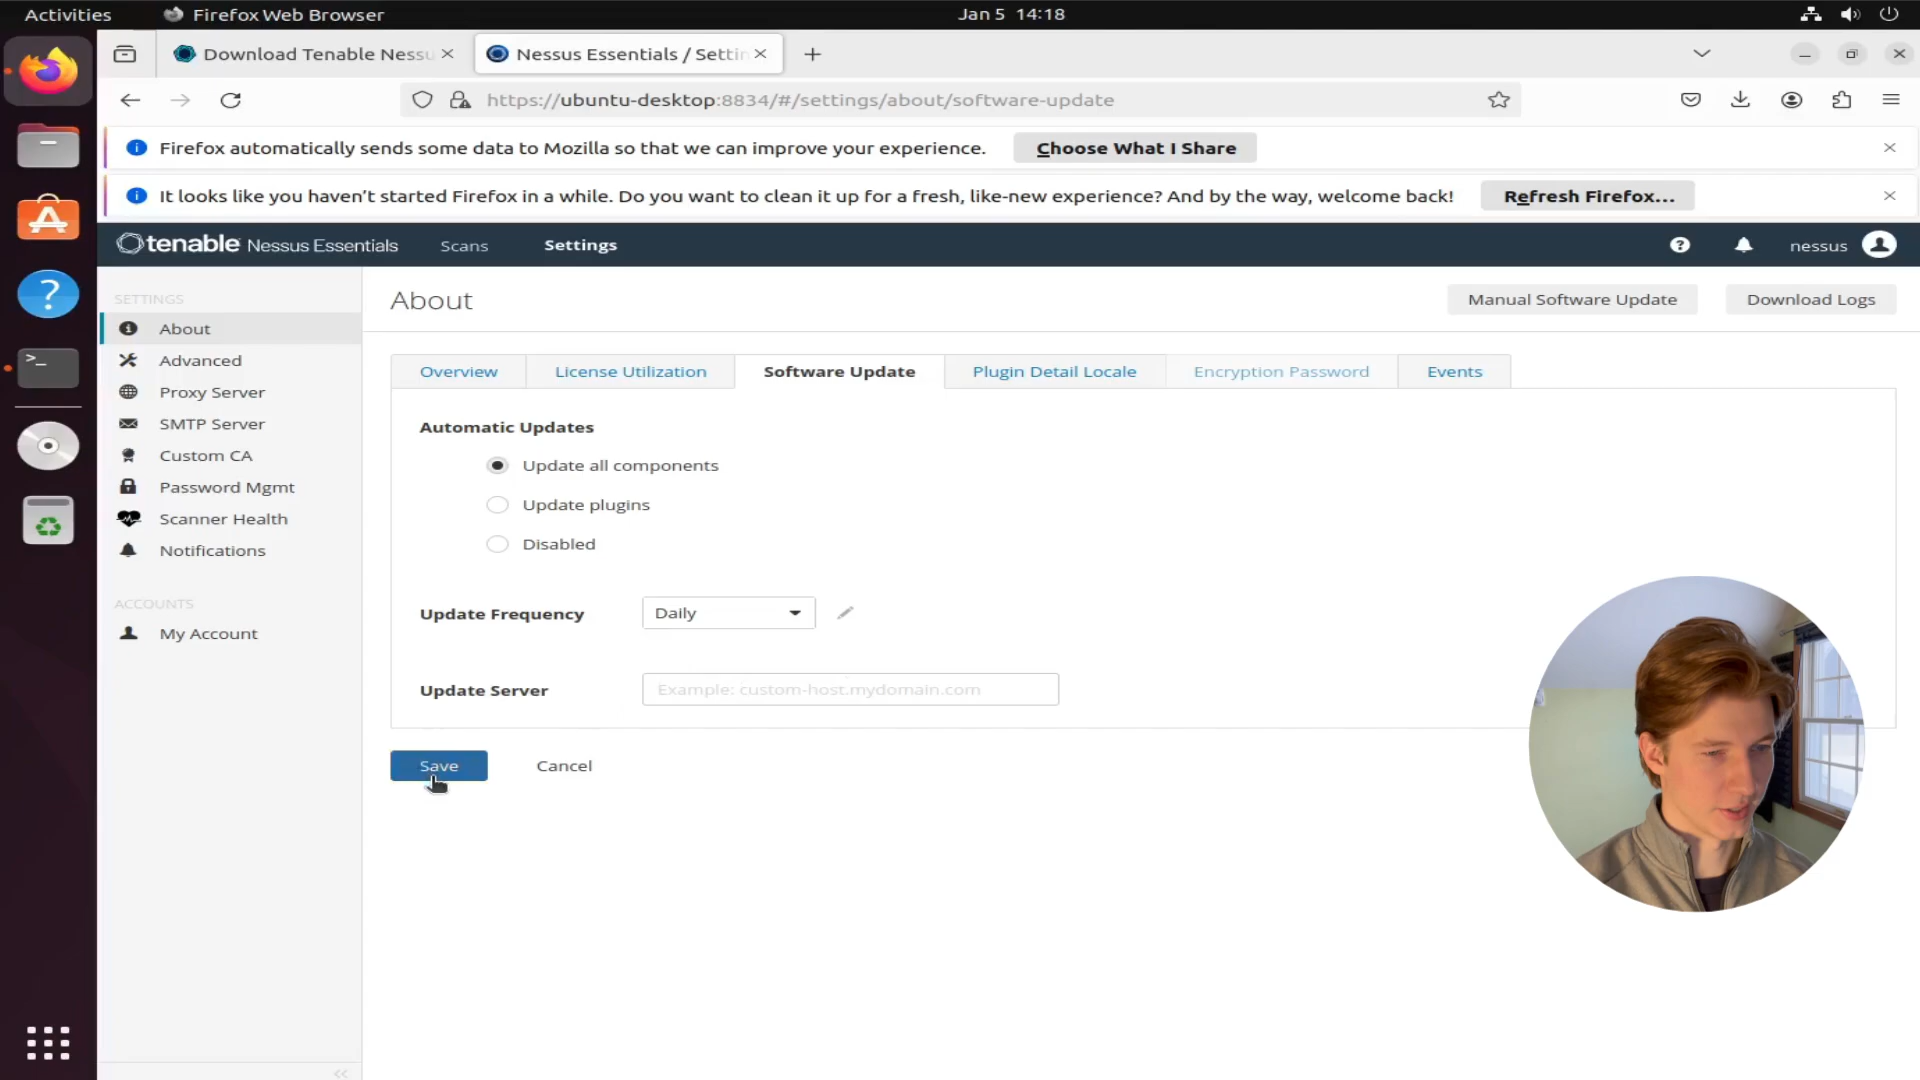 Activities
Firefox Web Browser
Jan 5 14:18
Download Tenable Nessu
Nessus Essentials / Settin
https://ubuntu-desktop:8834/#/settings/about/software-update
Firefox automatically sends some data to Mozilla so that we can improve your experience.
Choose What I Share
It looks like you haven’t started Firefox in a while. Do you want to clean it up for a fresh, like-new experience? And by the way, welcome back!
Refresh Firefox...
tenable Nessus Essentials
Scans
Settings
nessus
SETTINGS
About
Advanced
Proxy Server
SMTP Server
Custom CA
Password Mgmt
Scanner Health
Notifications
ACCOUNTS
My Account
About
Manual Software Update
Download Logs
Overview
License Utilization
Software Update
Plugin Detail Locale
Encryption Password
Events
Automatic Updates
Update all components
Update plugins
Disabled
Update Frequency
Daily
Update Server
Example: custom-host.mydomain.com
Save
Cancel